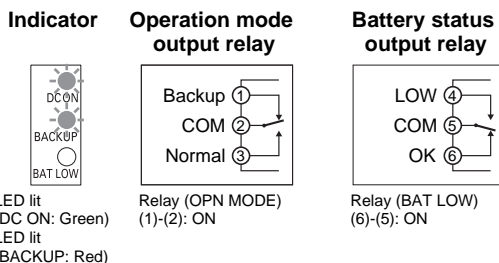 Indicator
Operation mode
output relay
Battery status
output relay
DC ON
BACKUP
BAT LOW
Backup 1
COM 2
Normal 3
LOW 4
COM 5
OK 6
LED lit
(DC ON: Green)
LED lit
(BACKUP: Red)
Relay (OPN MODE)
(1)-(2): ON
Relay (BAT LOW)
(6)-(5): ON